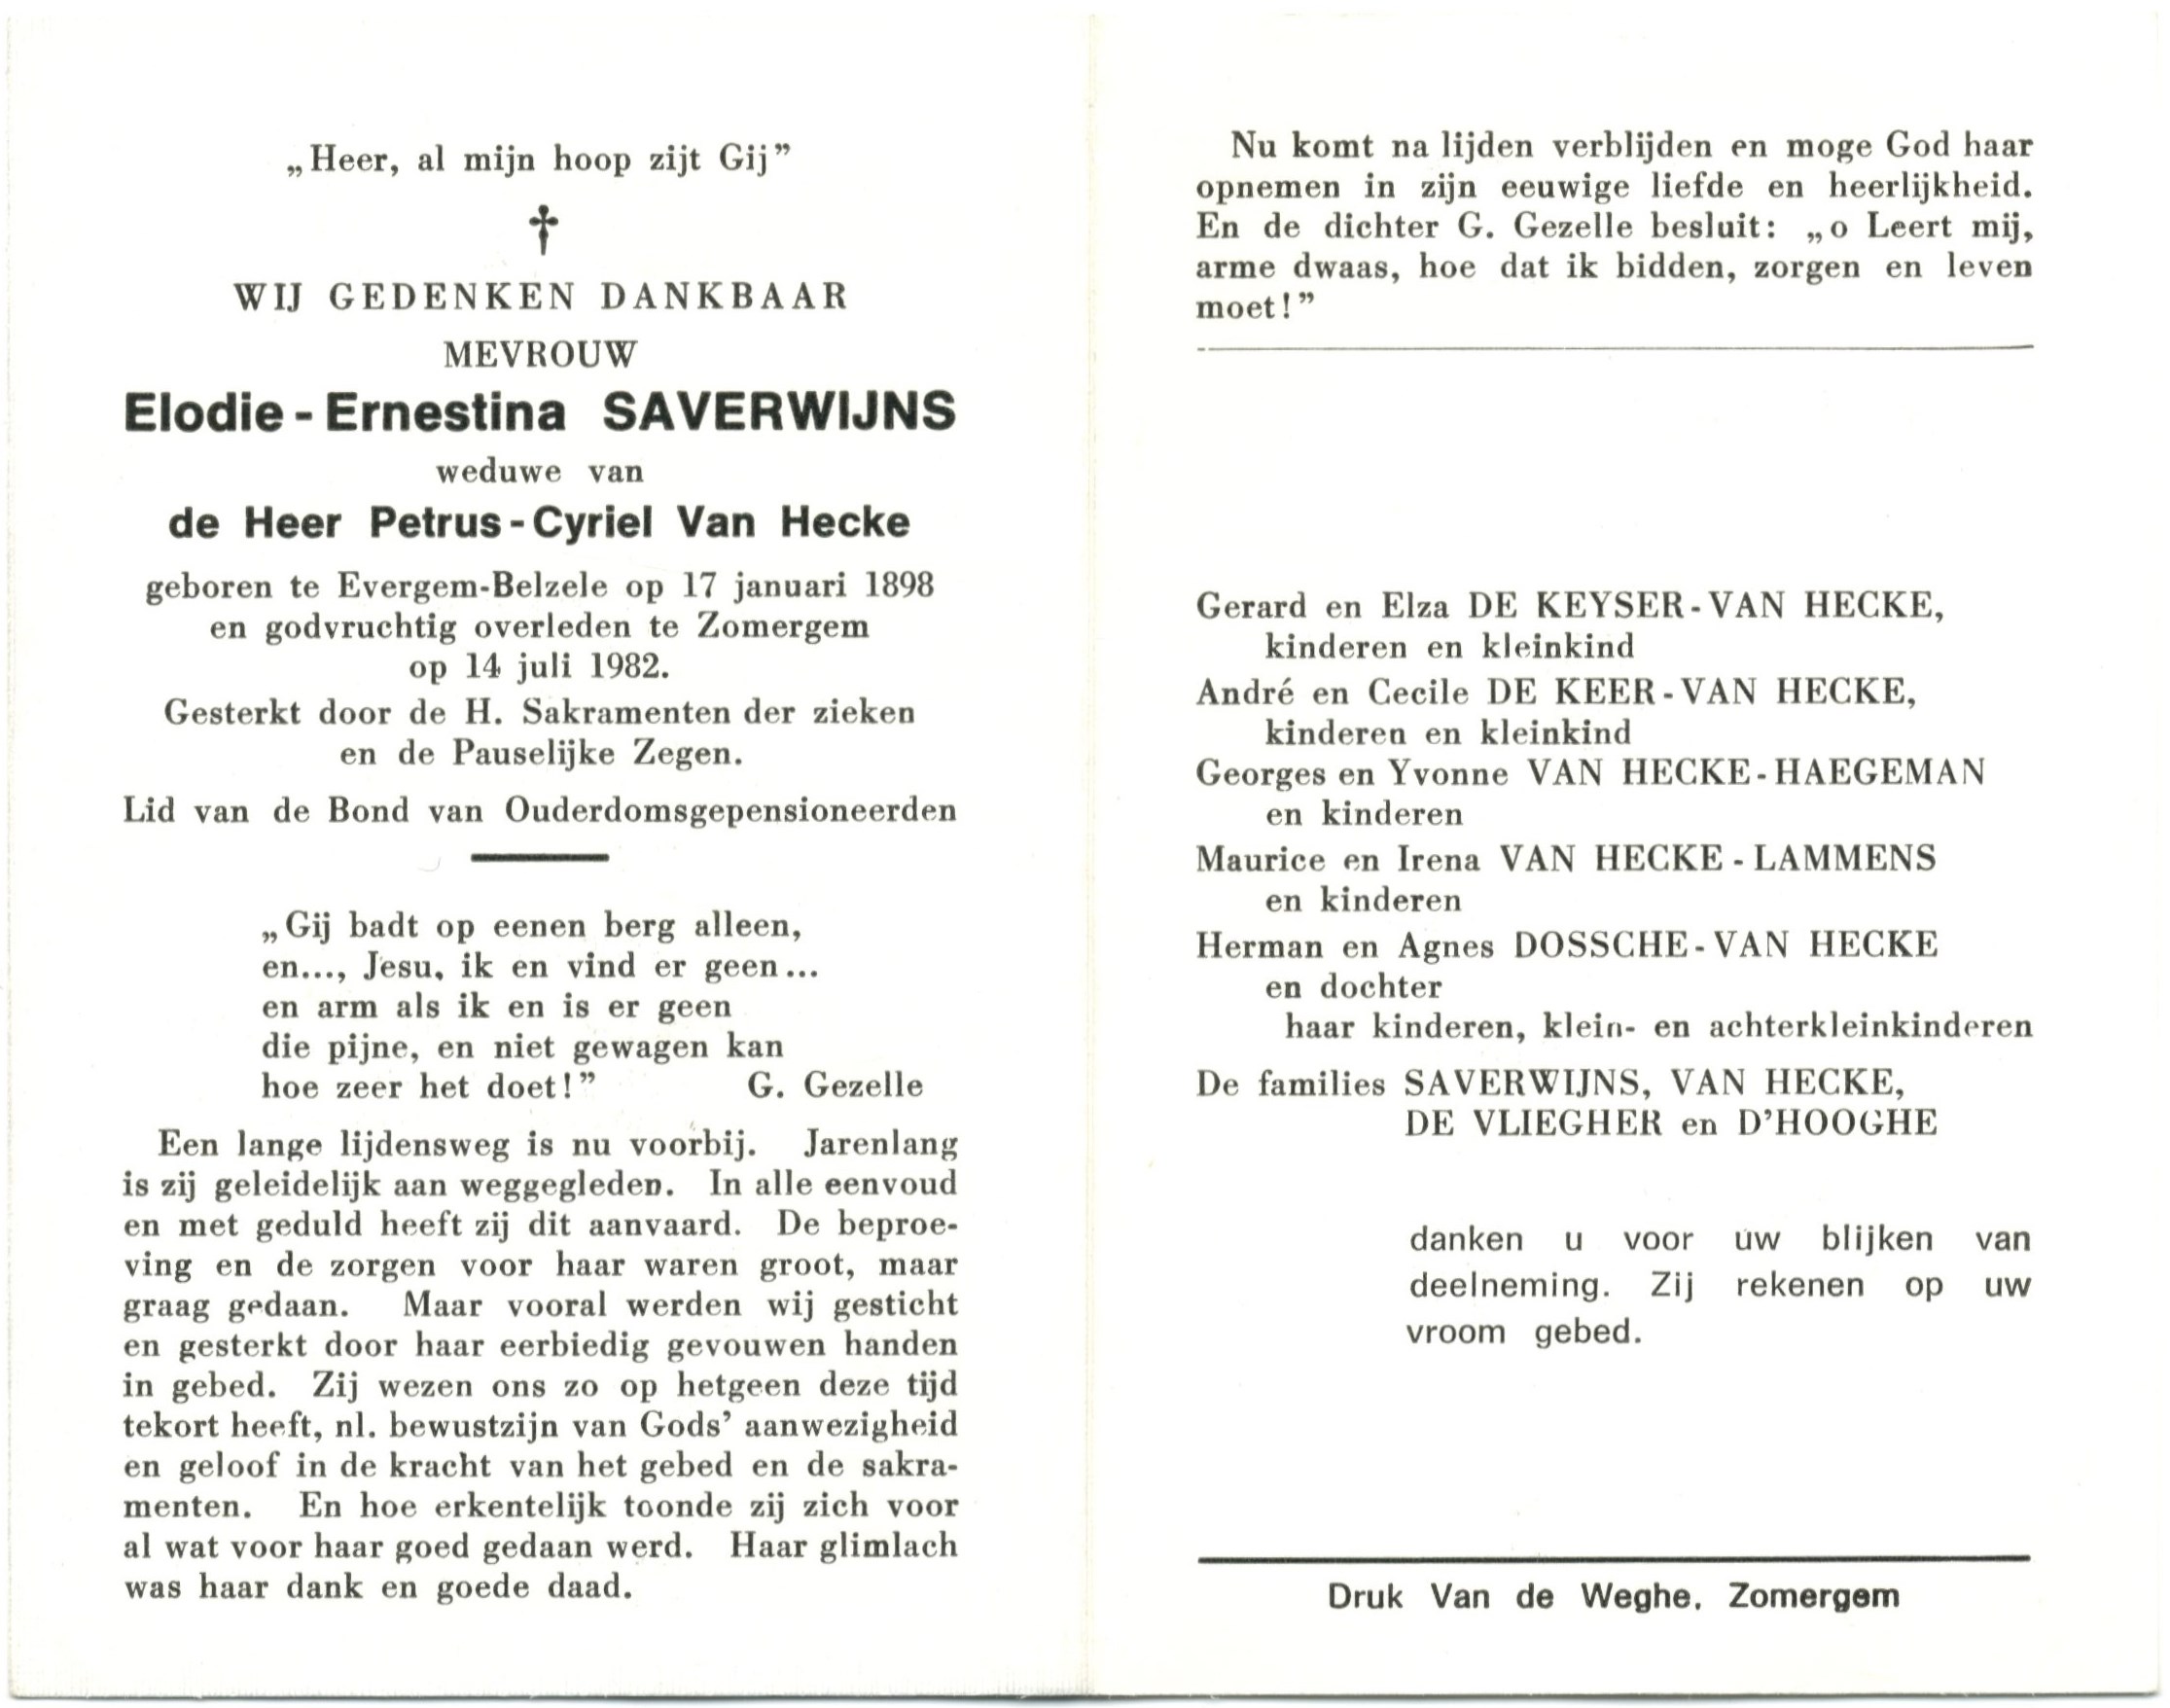 „Heer, al mijn hoop zijt Gij”
WIJ GEDENKEN DANKBAAR
MEVROUW
Elodie - Ernestina SAVERWIJNS
weduwe van
de Heer Petrus - Cyriel Van Hecke
geboren te Evergem-Belzele op 17 januari 1898
en godvruchtig overleden te Zomergem
op 14 juli 1982.
Gesterkt door de H. Sakramenten der zieken
en de Pauselijke Zegen.
Lid van de Bond van Ouderdomsgepensioneerden
„Gij badt op eenen berg alleen,
en..., Jesu, ik en vind er geen...
en arm als ik en is er geen
die pijne, en niet gewagen kan
hoe zeer het doet!” G. Gezelle
Een lange lijdensweg is nu voorbij. Jarenlang
is zij geleidelijk aan weggegleden. In alle eenvoud
en met geduld heeft zij dit aanvaard. De beproe-
ving en de zorgen voor haar waren groot, maar
graag gedaan. Maar vooral werden wij gesticht
en gesterkt door haar eerbiedig gevouwen handen
in gebed. Zij wezen ons zo op hetgeen deze tijd
tekort heeft, nl. bewustzijn van Gods’ aanwezigheid
en geloof in de kracht van het gebed en de sakra-
menten. En hoe erkentelijk toonde zij zich voor
al wat voor haar goed gedaan werd. Haar glimlach
was haar dank en goede daad.
Nu komt na lijden verblijden en moge God haar
opnemen in zijn eeuwige liefde en heerlijkheid.
En de dichter G. Gezelle besluit: „o Leert mij,
arme dwaas, hoe dat ik bidden, zorgen en leven
moet!”
Gerard en Elza DE KEYSER - VAN HECKE,
kinderen en kleinkind
André en Cecile DE KEER - VAN HECKE,
kinderen en kleinkind
Georges en Yvonne VAN HECKE - HAEGEMAN
en kinderen
Maurice en Irena VAN HECKE - LAMMENS
en kinderen
Herman en Agnes DOSSCHE - VAN HECKE
en dochter
haar kinderen, klein- en achterkleinkinderen
De families SAVERWIJNS, VAN HECKE,
DE VLIEGHER en D’HOOGHE
danken u voor uw blijken van
deelneming. Zij rekenen op uw
vroom gebed.
Druk Van de Weghe, Zomergem